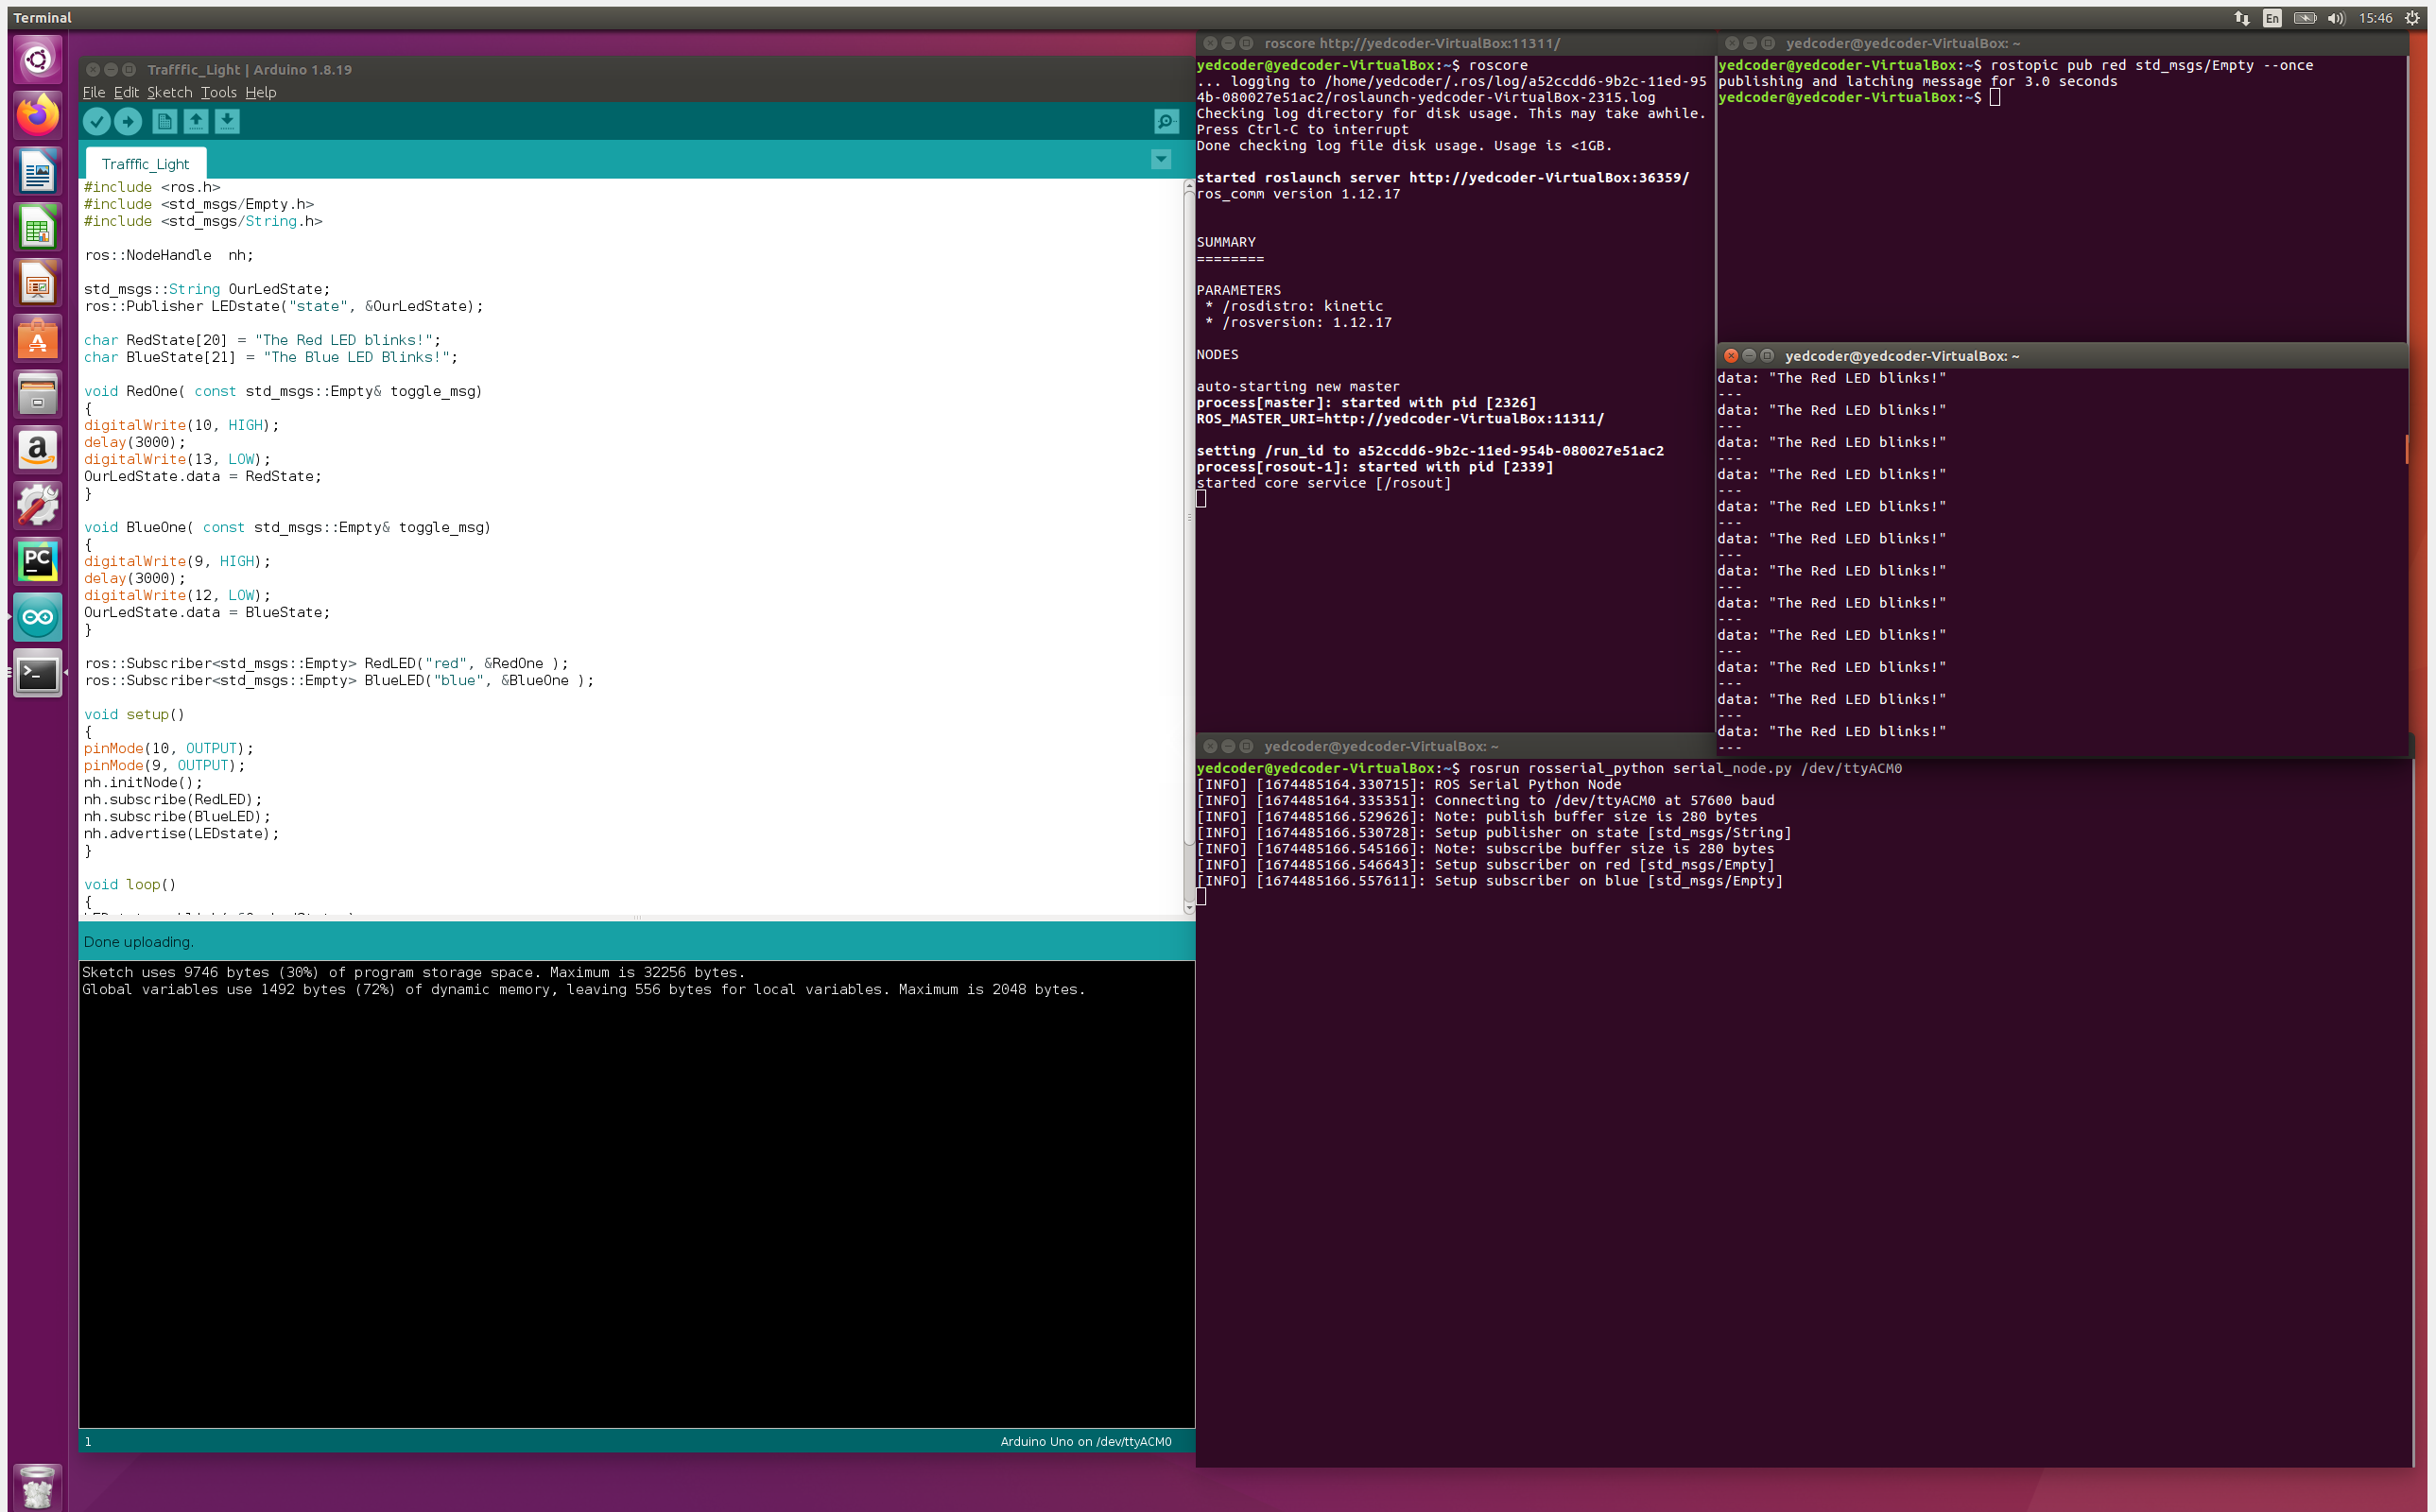 Terminal
En
15:46
Trafffic_Light | Arduino 1.8.19
File Edit Sketch Tools Help
Trafffic_Light
#include <ros.h>
#include <std_msgs/Empty.h>
#include <std_msgs/String.h>
ros::NodeHandle  nh;
std_msgs::String OurLedState;
ros::Publisher LEDstate("state", &OurLedState);
char RedState[20] = "The Red LED blinks!";
char BlueState[21] = "The Blue LED Blinks!";
void RedOne( const std_msgs::Empty& toggle_msg)
{
digitalWrite(10, HIGH);
delay(3000);
digitalWrite(13, LOW);
OurLedState.data = RedState;
}
void BlueOne( const std_msgs::Empty& toggle_msg)
{
digitalWrite(9, HIGH);
delay(3000);
digitalWrite(12, LOW);
OurLedState.data = BlueState;
}
ros::Subscriber<std_msgs::Empty> RedLED("red", &RedOne );
ros::Subscriber<std_msgs::Empty> BlueLED("blue", &BlueOne );
void setup()
{
pinMode(10, OUTPUT);
pinMode(9, OUTPUT);
nh.initNode();
nh.subscribe(RedLED);
nh.subscribe(BlueLED);
nh.advertise(LEDstate);
}
void loop()
{
Done uploading.
Sketch uses 9746 bytes (30%) of program storage space. Maximum is 32256 bytes.
Global variables use 1492 bytes (72%) of dynamic memory, leaving 556 bytes for local variables. Maximum is 2048 bytes.
1
Arduino Uno on /dev/ttyACM0
roscore http://yedcoder-VirtualBox:11311/
yedcoder@yedcoder-VirtualBox:~$ roscore
... logging to /home/yedcoder/.ros/log/a52ccdd6-9b2c-11ed-95
4b-080027e51ac2/roslaunch-yedcoder-VirtualBox-2315.log
Checking log directory for disk usage. This may take awhile.
Press Ctrl-C to interrupt
Done checking log file disk usage. Usage is <1GB.
started roslaunch server http://yedcoder-VirtualBox:36359/
ros_comm version 1.12.17
SUMMARY
========
PARAMETERS
* /rosdistro: kinetic
* /rosversion: 1.12.17
NODES
auto-starting new master
process[master]: started with pid [2326]
ROS_MASTER_URI=http://yedcoder-VirtualBox:11311/
setting /run_id to a52ccdd6-9b2c-11ed-954b-080027e51ac2
process[rosout-1]: started with pid [2339]
started core service [/rosout]
yedcoder@yedcoder-VirtualBox: ~
yedcoder@yedcoder-VirtualBox:~$ rostopic pub red std_msgs/Empty --once
publishing and latching message for 3.0 seconds
yedcoder@yedcoder-VirtualBox:~$
yedcoder@yedcoder-VirtualBox: ~
data: "The Red LED blinks!"
---
data: "The Red LED blinks!"
---
data: "The Red LED blinks!"
---
data: "The Red LED blinks!"
---
data: "The Red LED blinks!"
---
data: "The Red LED blinks!"
---
data: "The Red LED blinks!"
---
data: "The Red LED blinks!"
---
data: "The Red LED blinks!"
---
data: "The Red LED blinks!"
---
data: "The Red LED blinks!"
---
data: "The Red LED blinks!"
---
yedcoder@yedcoder-VirtualBox: ~
yedcoder@yedcoder-VirtualBox:~$ rosrun rosserial_python serial_node.py /dev/ttyACM0
[INFO] [1674485164.330715]: ROS Serial Python Node
[INFO] [1674485164.335351]: Connecting to /dev/ttyACM0 at 57600 baud
[INFO] [1674485166.529626]: Note: publish buffer size is 280 bytes
[INFO] [1674485166.530728]: Setup publisher on state [std_msgs/String]
[INFO] [1674485166.545166]: Note: subscribe buffer size is 280 bytes
[INFO] [1674485166.546643]: Setup subscriber on red [std_msgs/Empty]
[INFO] [1674485166.557611]: Setup subscriber on blue [std_msgs/Empty]